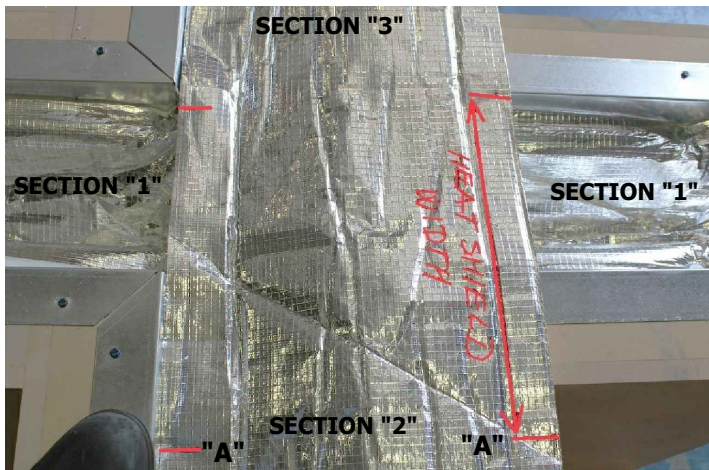 SECTION "3"
SECTION "1"
SECTION "1"
HEAT SHIELD
WIDTH
SECTION "2"
"A"
"A"